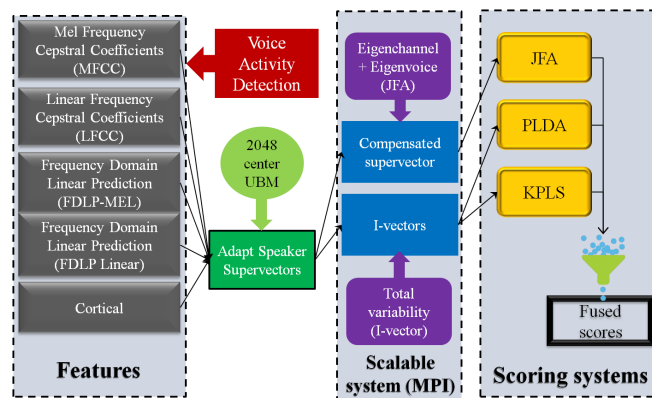 Mel Frequency
Cepstral Coefficients
(MFCC)
Linear Frequency
Cepstral Coefficients
(LFCC)
Frequency Domain
Linear Prediction
(FDLP-MEL)
Frequency Domain
Linear Prediction
(FDLP Linear)
Cortical
Features
Voice
Activity
Detection
2048
center
UBM
Adapt Speaker
Supervectors
Eigenchannel
+ Eigenvoice
(JFA)
Compensated
supervector
I-vectors
Total
variability
(I-vector)
Scalable
system (MPI)
JFA
PLDA
KPLS
Fused
scores
Scoring systems